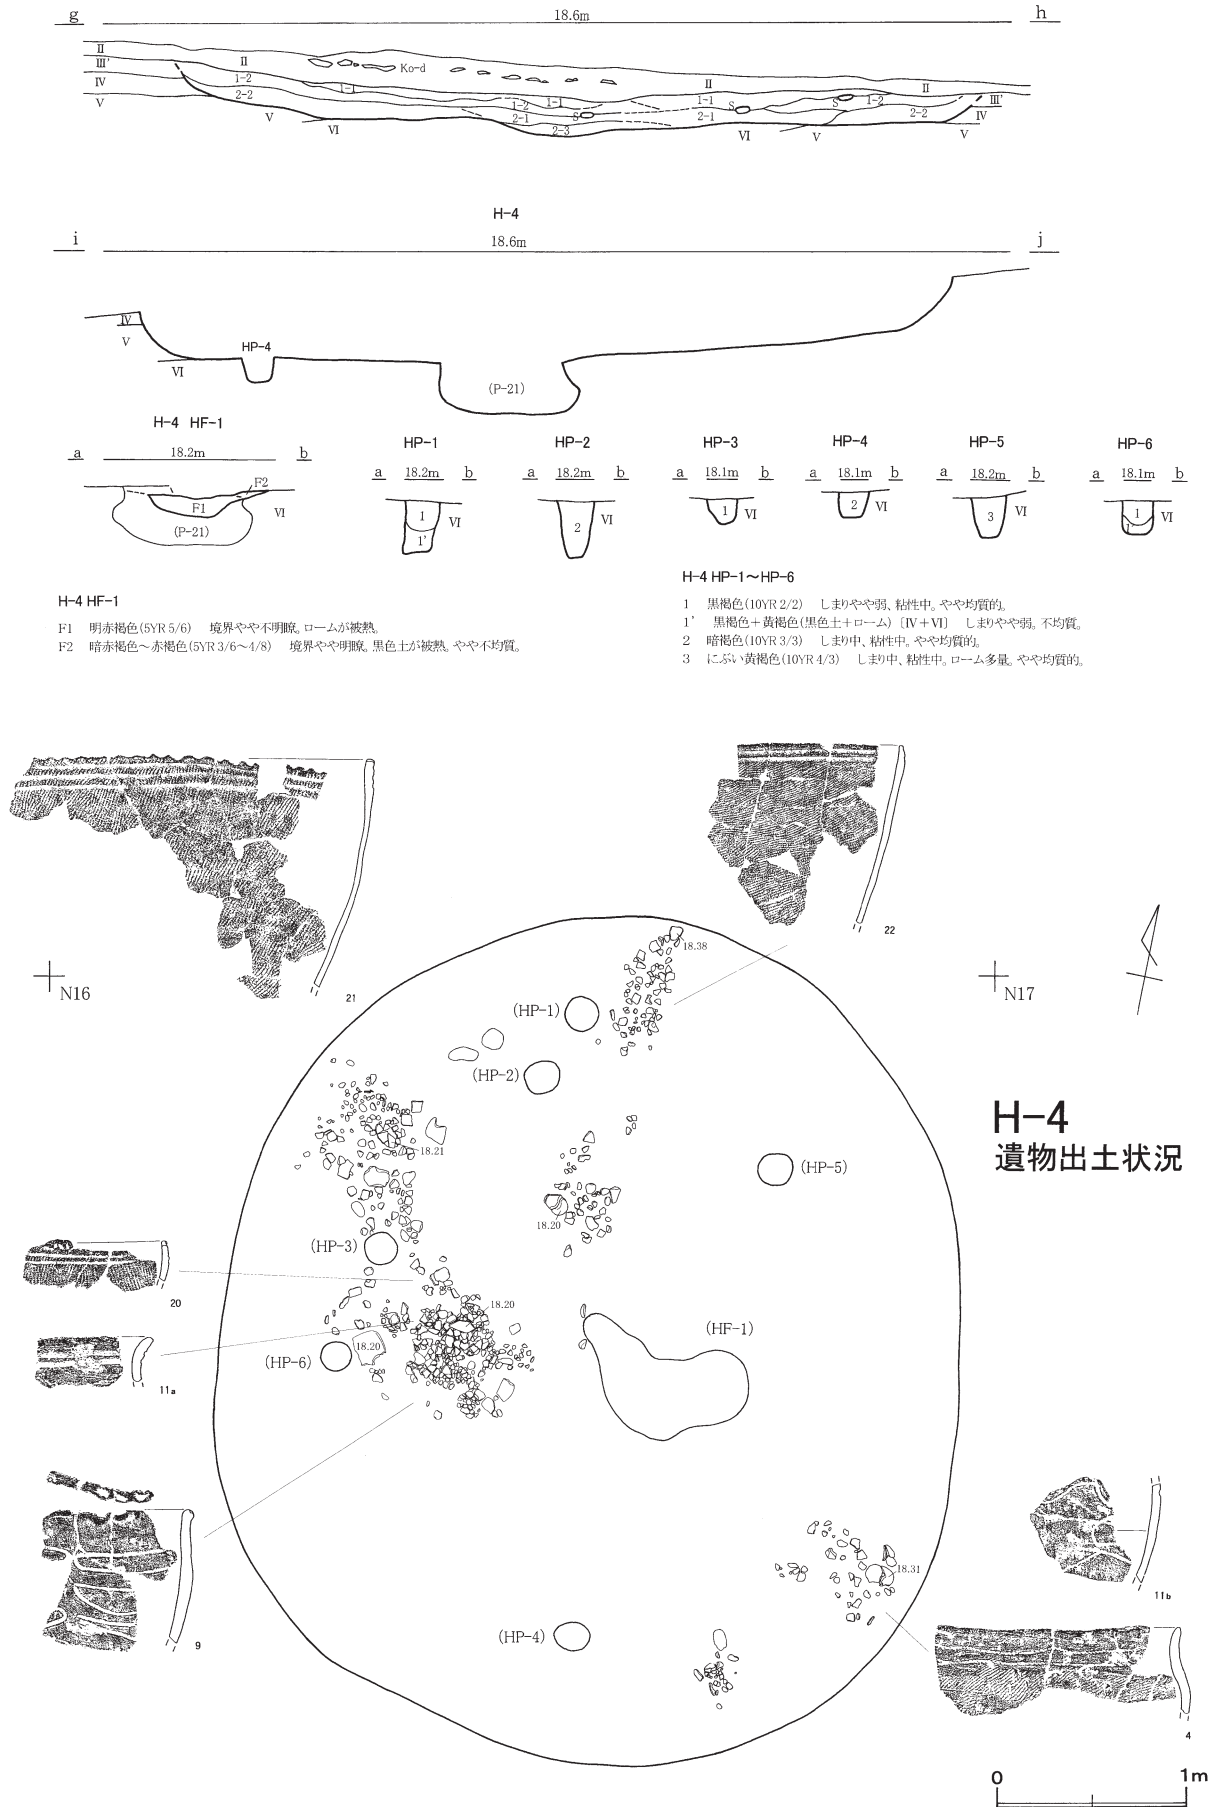 g 18.6m h
II
III'
IV
V
II
1-2
2-2
1-1
Ko-d
V
VI
1-2
1-1
2-1
S
2-3
II
1-1
S
2-1
VI
S
1-2
V
II
2-2
V
III'
IV
H-4
i 18.6m j
IV
V
VI
HP-4
(P-21)
H-4 HF-1
a 18.2m b
F2
F1
VI
(P-21)
HP-1
a 18.2m b
1
1'
VI
HP-2
a 18.2m b
2
VI
HP-3
a 18.1m b
1
VI
HP-4
a 18.1m b
2
VI
HP-5
a 18.2m b
3
VI
HP-6
a 18.1m b
1
1'
VI
H-4 HF-1
F1 明赤褐色(5YR 5/6) 境界やや不明瞭。ロームが被熱。
F2 暗赤褐色～赤褐色(5YR 3/6～4/8) 境界やや明瞭。黒色土が被熱。やや不均質。
H-4 HP-1～HP-6
1 黒褐色(10YR 2/2) しまりやや弱、粘性中。やや均質的。
1' 黒褐色＋黄褐色(黒色土＋ローム)［IV＋VI］ しまりやや弱。不均質。
2 暗褐色(10YR 3/3) しまり中、粘性中。やや均質的。
3 にぶい黄褐色(10YR 4/3) しまり中、粘性中。ローム多量。やや均質的。
21
22
N16
N17
18.38
(HP-1)
(HP-2)
18.21
(HP-5)
18.20
(HP-3)
H-4
遺物出土状況
20
18.20
(HF-1)
18.20
(HP-6)
11a
9
18.31
11b
(HP-4)
4
0 1m